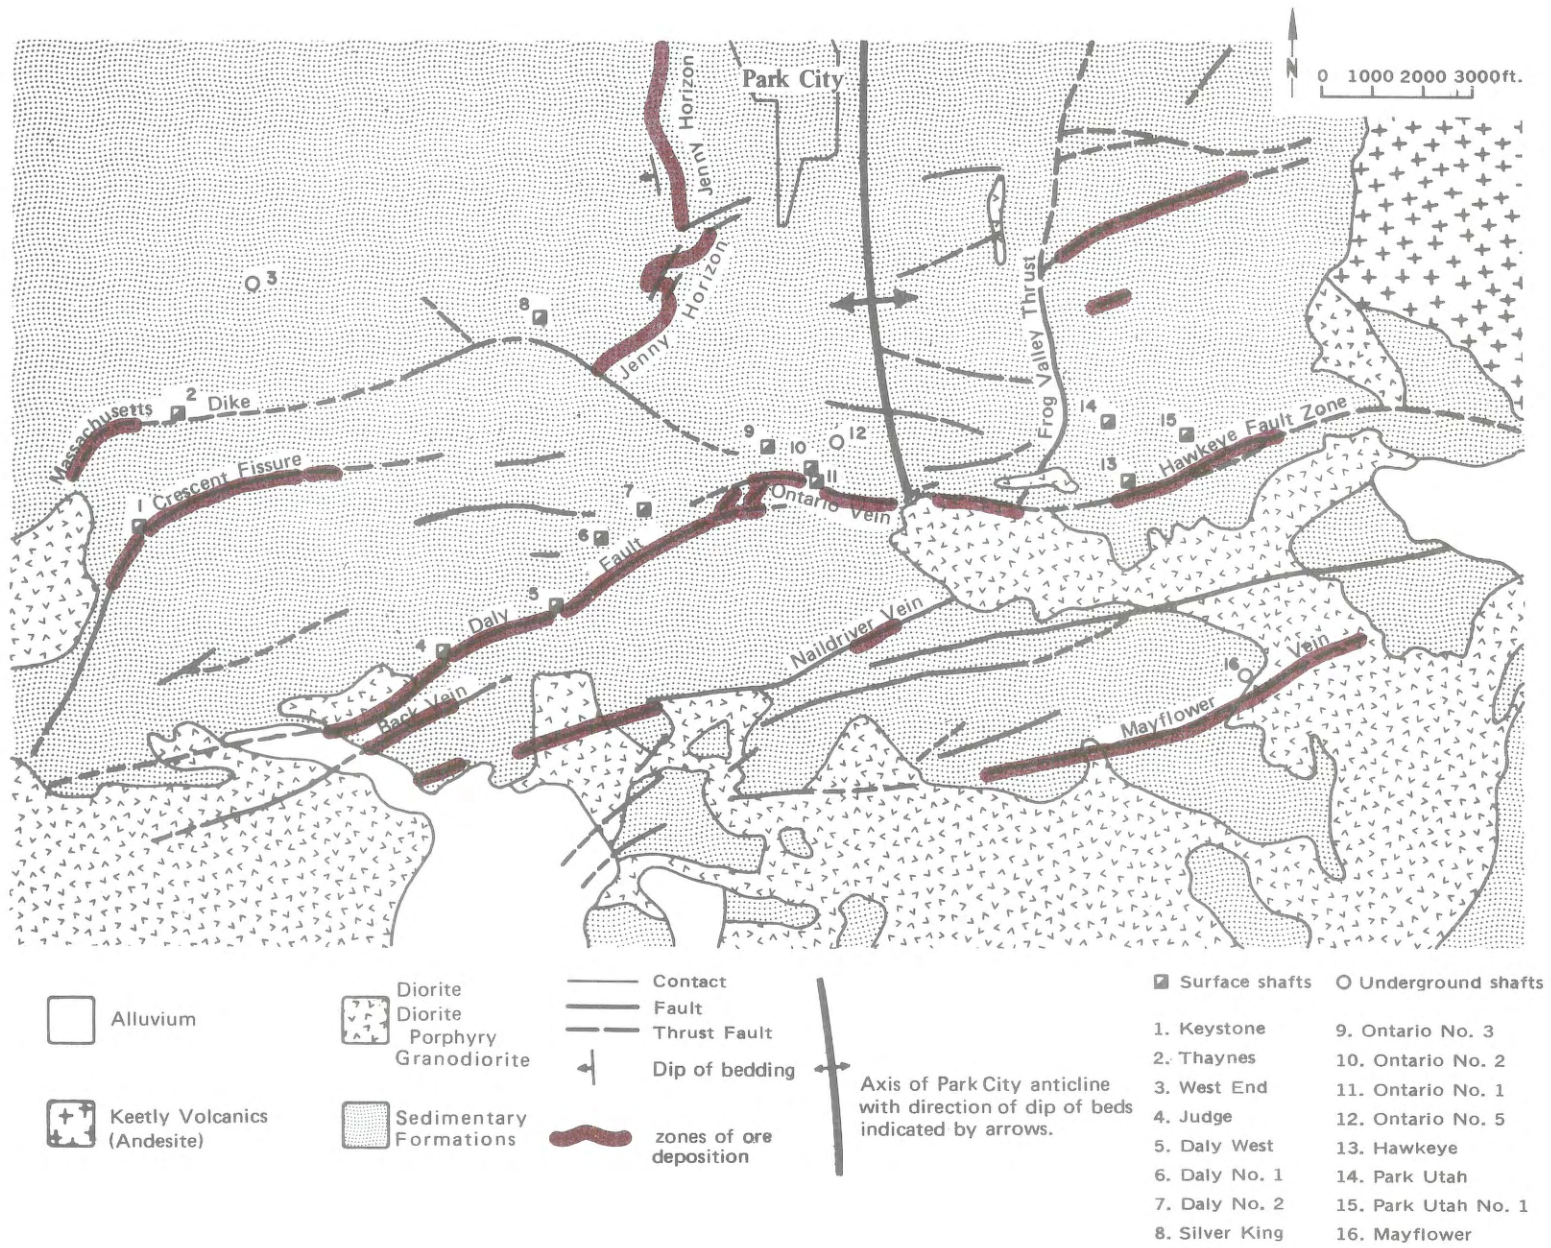 N
0 1000 2000 3000ft.
Park City
Jenny Horizon
Jenny Horizon
Frog Valley Thrust
3
8
2
Massachusetts Dike
14
15
Hawkeye Fault Zone
9
12
10
11
13
Crescent Fissure
1
7
6
Ontario Vein
Fault
5
Daly
4
Naildriver Vein
Back Vein
16
Vein
Mayflower
Alluvium
Keetly Volcanics
(Andesite)
Diorite
Diorite
Porphyry
Granodiorite
Sedimentary
Formations
Contact
Fault
Thrust Fault
Dip of bedding
zones of ore
deposition
Axis of Park City anticline
with direction of dip of beds
indicated by arrows.
Surface shafts
1. Keystone
2. Thaynes
3. West End
4. Judge
5. Daly West
6. Daly No. 1
7. Daly No. 2
8. Silver King
Underground shafts
9. Ontario No. 3
10. Ontario No. 2
11. Ontario No. 1
12. Ontario No. 5
13. Hawkeye
14. Park Utah
15. Park Utah No. 1
16. Mayflower